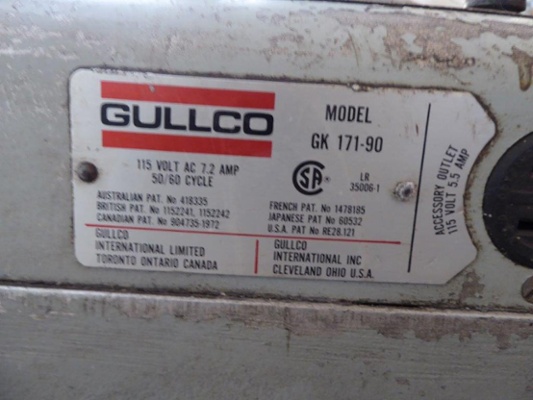 GULLCO
MODEL
GK 171-90
115 VOLT AC 7.2 AMP
50/60 CYCLE
SA
LR
35006-1
AUSTRALIAN PAT. No 418335
BRITISH PAT. No 1152241, 1152242
CANADIAN PAT. No 904735-1972
FRENCH PAT. No 1478185
JAPANESE PAT No 60532
U.S.A. PAT No RE28.121
GULLCO
INTERNATIONAL LIMITED
TORONTO ONTARIO CANADA
GULLCO
INTERNATIONAL INC
CLEVELAND OHIO U.S.A.
ACCESSORY OUTLET
115 VOLT 5.5 AMP